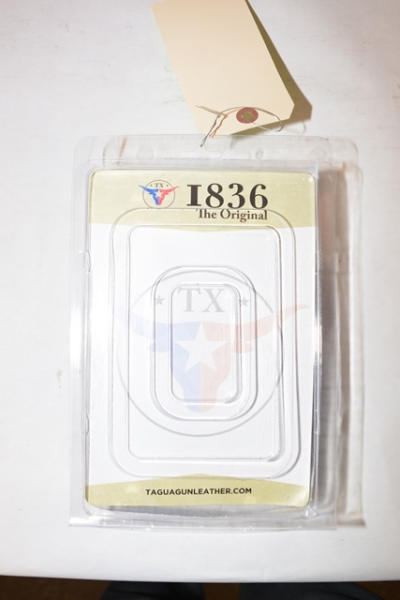 TX
1836
The Original
TX
TAGUAGUNLEATHER.COM